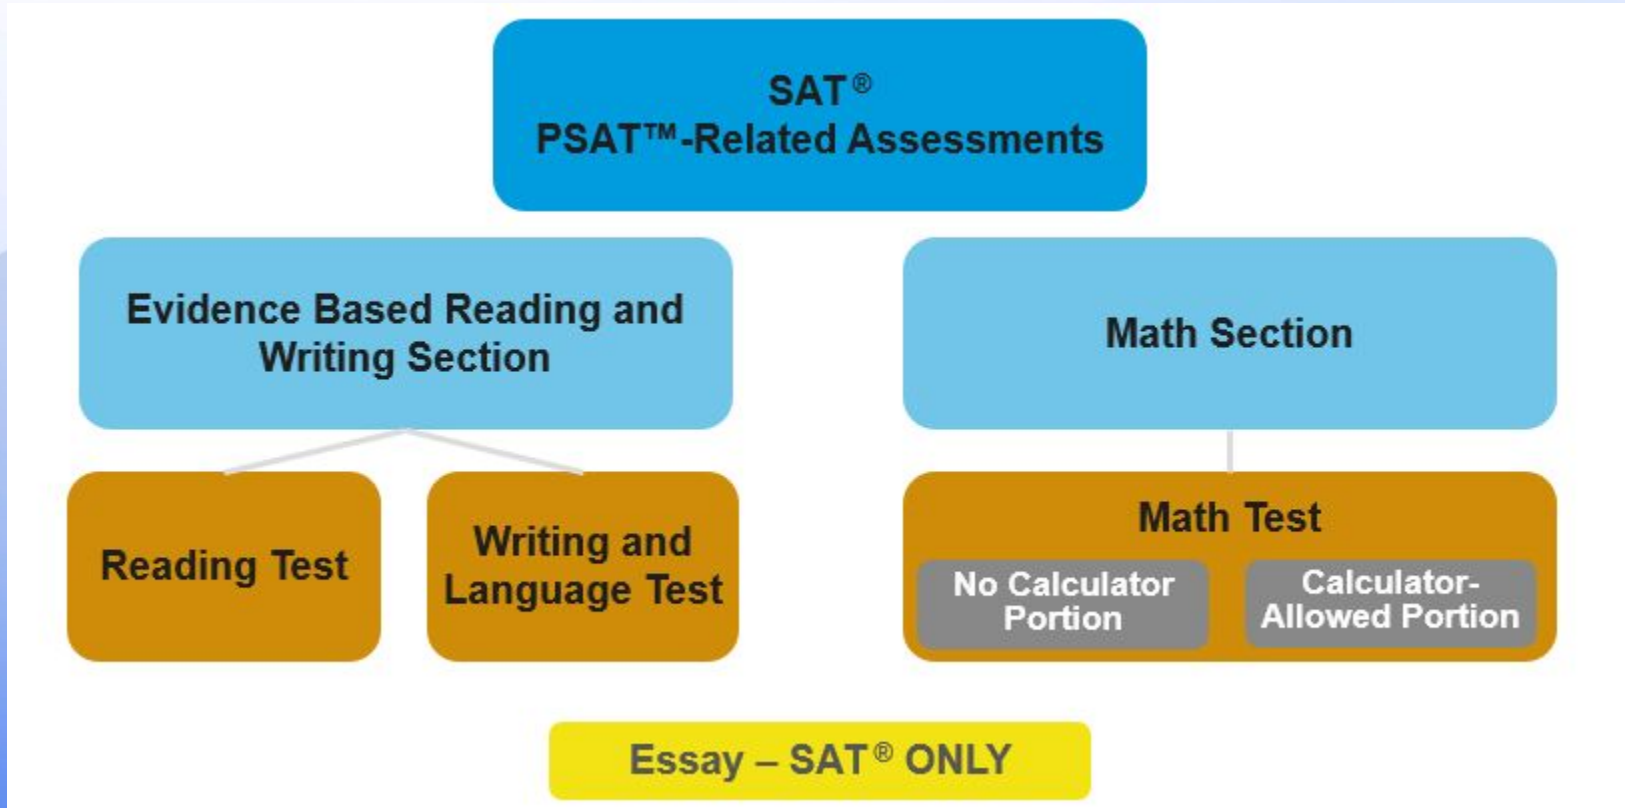 SAT®
PSAT™-Related Assessments
Evidence Based Reading and
Writing Section
Math Section
Reading Test
Writing and
Language Test
Math Test
No Calculator
Portion
Calculator-
Allowed Portion
Essay – SAT® ONLY